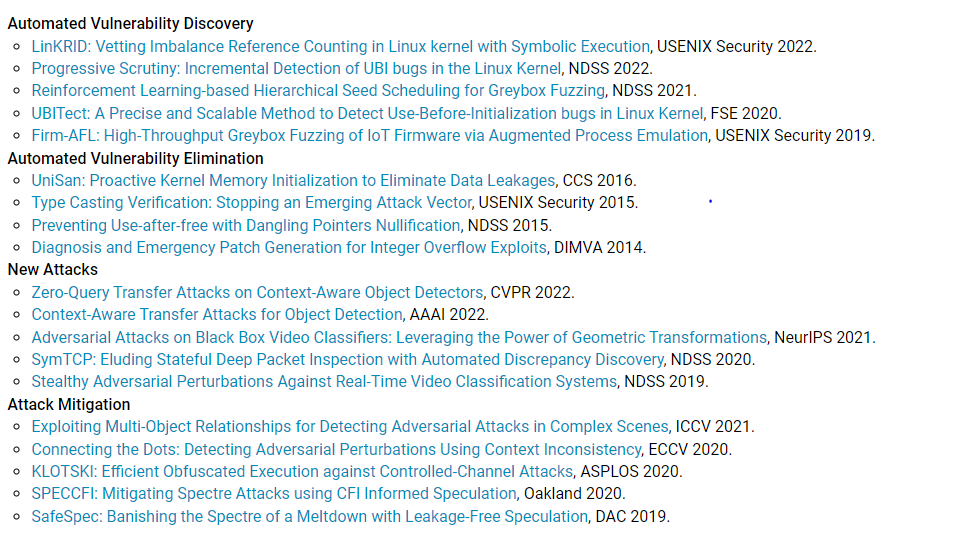 Automated Vulnerability Discovery
LinKRID: Vetting Imbalance Reference Counting in Linux kernel with Symbolic Execution, USENIX Security 2022.
Progressive Scrutiny: Incremental Detection of UBI bugs in the Linux Kernel, NDSS 2022.
Reinforcement Learning-based Hierarchical Seed Scheduling for Greybox Fuzzing, NDSS 2021.
UBITect: A Precise and Scalable Method to Detect Use-Before-Initialization bugs in Linux Kernel, FSE 2020.
Firm-AFL: High-Throughput Greybox Fuzzing of IoT Firmware via Augmented Process Emulation, USENIX Security 2019.
Automated Vulnerability Elimination
UniSan: Proactive Kernel Memory Initialization to Eliminate Data Leakages, CCS 2016.
Type Casting Verification: Stopping an Emerging Attack Vector, USENIX Security 2015.
Preventing Use-after-free with Dangling Pointers Nullification, NDSS 2015.
Diagnosis and Emergency Patch Generation for Integer Overflow Exploits, DIMVA 2014.
New Attacks
Zero-Query Transfer Attacks on Context-Aware Object Detectors, CVPR 2022.
Context-Aware Transfer Attacks for Object Detection, AAAI 2022.
Adversarial Attacks on Black Box Video Classifiers: Leveraging the Power of Geometric Transformations, NeurIPS 2021.
SymTCP: Eluding Stateful Deep Packet Inspection with Automated Discrepancy Discovery, NDSS 2020.
Stealthy Adversarial Perturbations Against Real-Time Video Classification Systems, NDSS 2019.
Attack Mitigation
Exploiting Multi-Object Relationships for Detecting Adversarial Attacks in Complex Scenes, ICCV 2021.
Connecting the Dots: Detecting Adversarial Perturbations Using Context Inconsistency, ECCV 2020.
KLOTSKI: Efficient Obfuscated Execution against Controlled-Channel Attacks, ASPLOS 2020.
SPECCFI: Mitigating Spectre Attacks using CFI Informed Speculation, Oakland 2020.
SafeSpec: Banishing the Spectre of a Meltdown with Leakage-Free Speculation, DAC 2019.